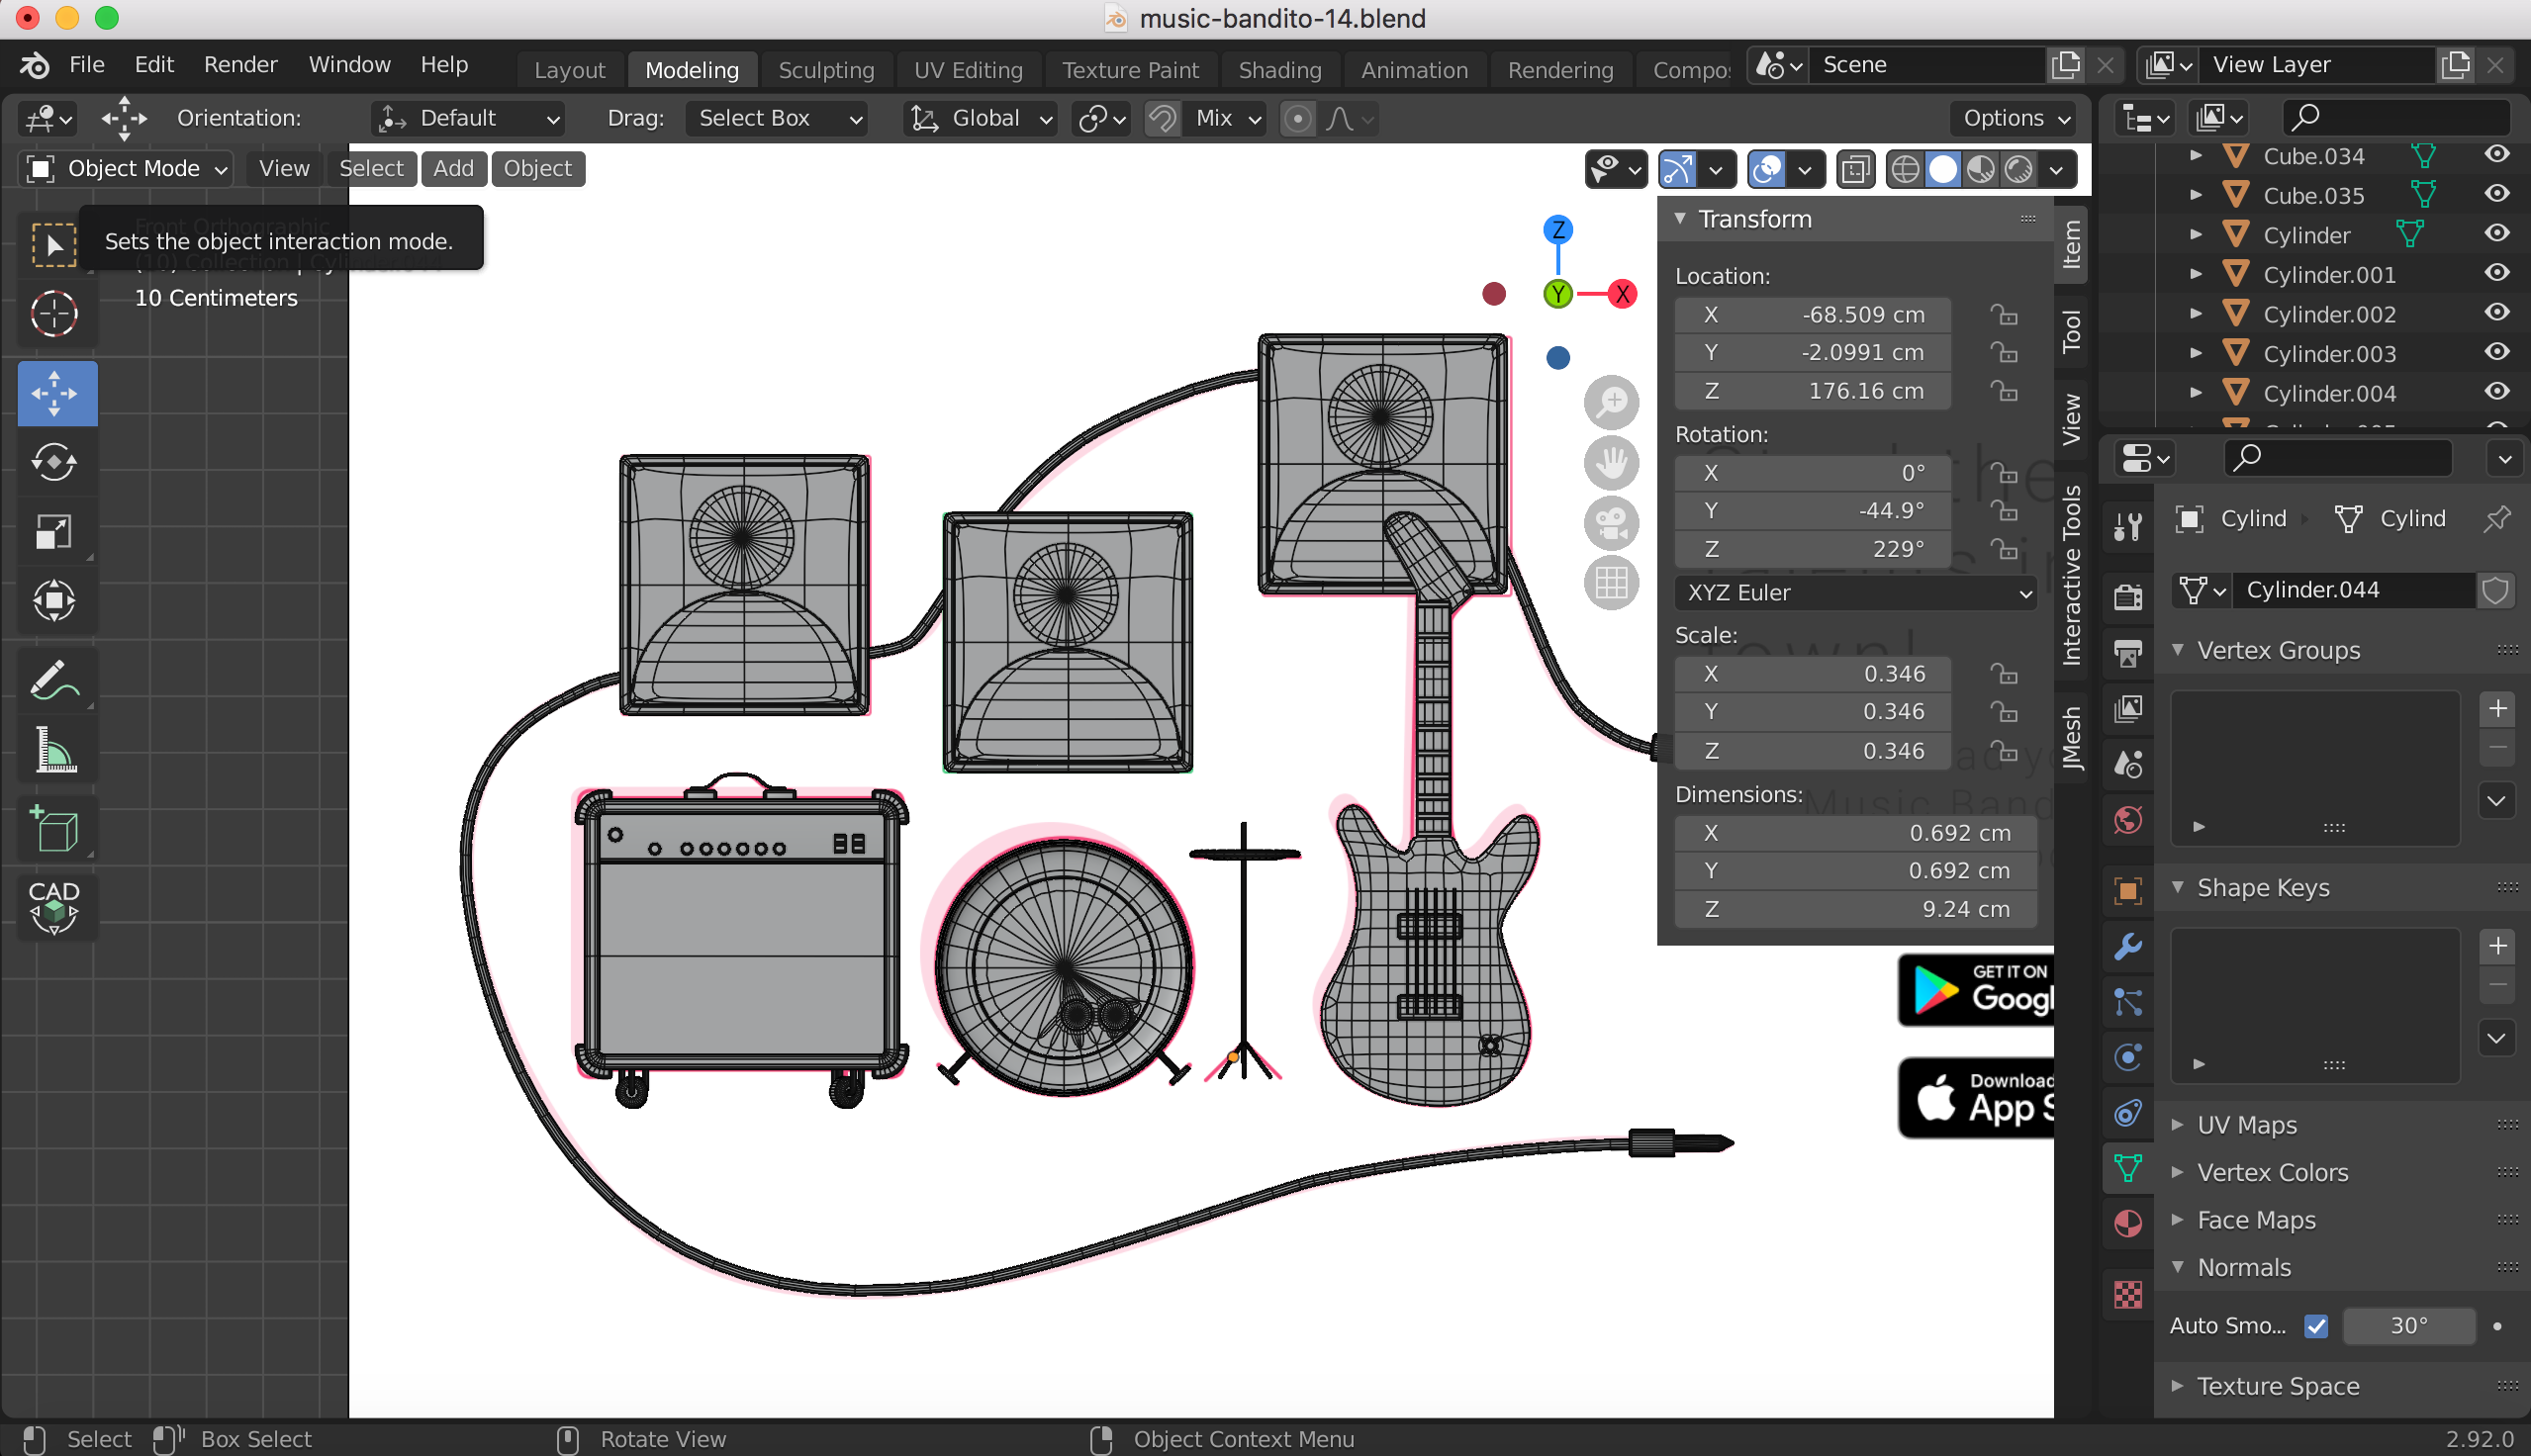 music-bandito-14.blend
File Edit Render Window Help
Layout Modeling Sculpting UV Editing Texture Paint Shading Animation Rendering Compos
Scene
View Layer
Orientation: Default Drag: Select Box Global Mix Options
Object Mode View Select Add Object
Front Orthographic
Sets the object interaction mode.
10 Centimeters
CAD
Z
Y
X
Transform
Location:
X -68.509 cm
Y -2.0991 cm
Z 176.16 cm
Rotation:
X 0°
Y -44.9°
Z 229°
XYZ Euler
Scale:
X 0.346
Y 0.346
Z 0.346
Dimensions:
X 0.692 cm
Y 0.692 cm
Z 9.24 cm
Item
Tool
View
Interactive Tools
JMesh
town!
Music Band
GET IT ON
Googl
Download
App S
Cube.034
Cube.035
Cylinder
Cylinder.001
Cylinder.002
Cylinder.003
Cylinder.004
Cylind Cylind
Cylinder.044
Vertex Groups
Shape Keys
UV Maps
Vertex Colors
Face Maps
Normals
Auto Smo... 30°
Texture Space
Select Box Select Rotate View Object Context Menu 2.92.0